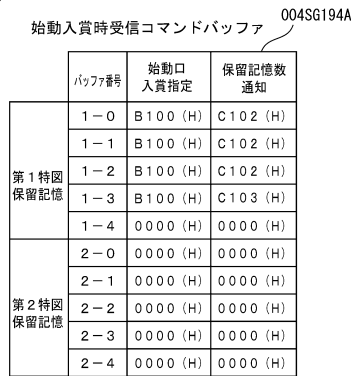 始動入賞時受信コマンドバッファ
004SG194A
バッファ番号 始動口入賞指定 保留記憶数通知
第1特図保留記憶
1-0 B100(H) C102(H)
1-1 B100(H) C102(H)
1-2 B100(H) C102(H)
1-3 B100(H) C103(H)
1-4 0000(H) 0000(H)
第2特図保留記憶
2-0 0000(H) 0000(H)
2-1 0000(H) 0000(H)
2-2 0000(H) 0000(H)
2-3 0000(H) 0000(H)
2-4 0000(H) 0000(H)